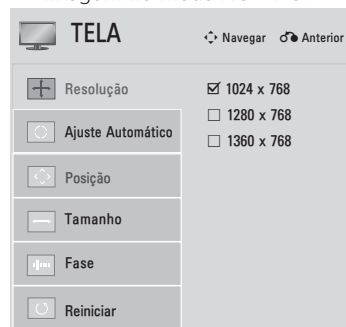 TELA
Navegar Anterior
Resolução
Ajuste Automático
Posição
Tamanho
Fase
Reiniciar
1024 x 768
1280 x 768
1360 x 768